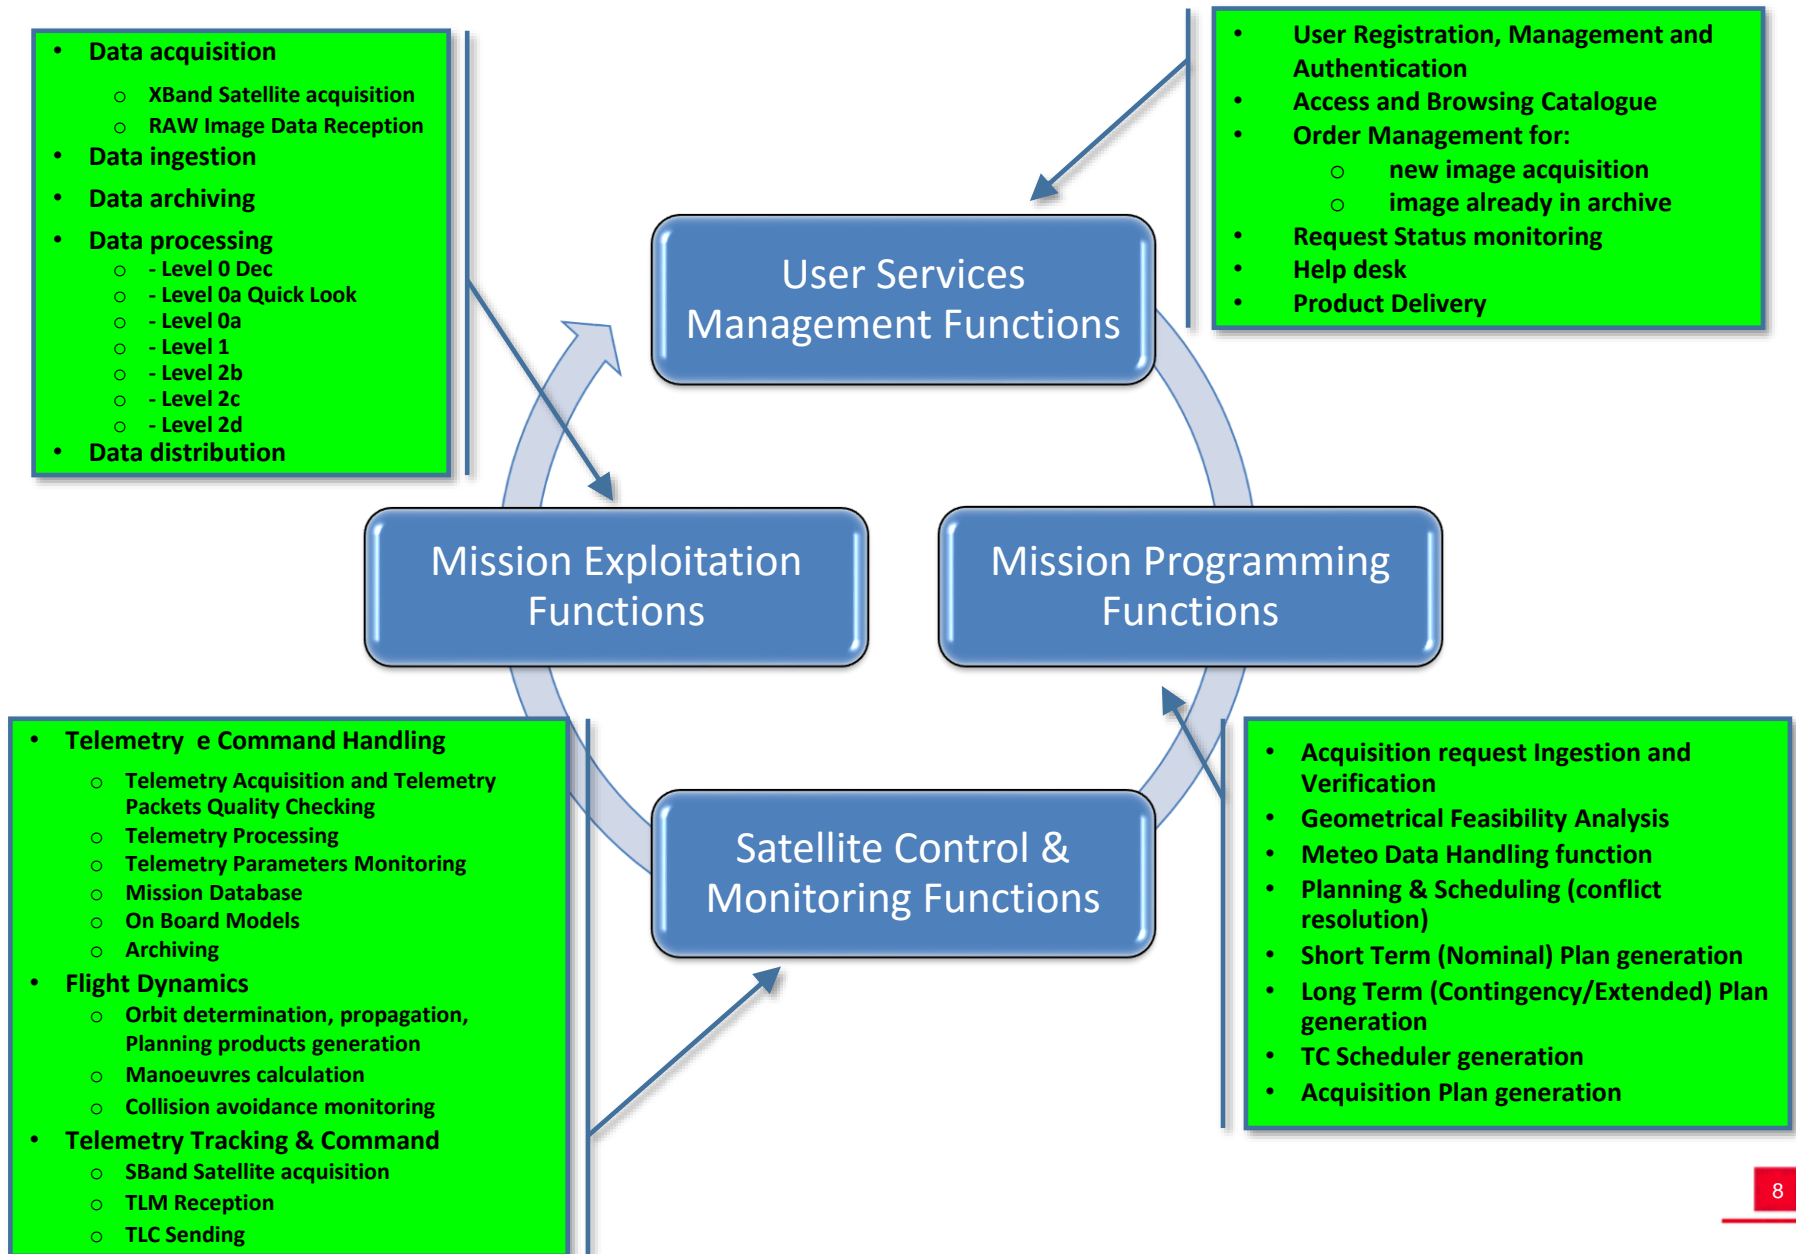 • Data acquisition
o XBand Satellite acquisition
o RAW Image Data Reception
• Data ingestion
• Data archiving
• Data processing
o - Level 0 Dec
o - Level 0a Quick Look
o - Level 0a
o - Level 1
o - Level 2b
o - Level 2c
o - Level 2d
• Data distribution
• User Registration, Management and
Authentication
• Access and Browsing Catalogue
• Order Management for:
o new image acquisition
o image already in archive
• Request Status monitoring
• Help desk
• Product Delivery
User Services
Management Functions
Mission Exploitation
Functions
Mission Programming
Functions
Satellite Control &
Monitoring Functions
• Telemetry e Command Handling
o Telemetry Acquisition and Telemetry
Packets Quality Checking
o Telemetry Processing
o Telemetry Parameters Monitoring
o Mission Database
o On Board Models
o Archiving
• Flight Dynamics
o Orbit determination, propagation,
Planning products generation
o Manoeuvres calculation
o Collision avoidance monitoring
• Telemetry Tracking & Command
o SBand Satellite acquisition
o TLM Reception
o TLC Sending
• Acquisition request Ingestion and
Verification
• Geometrical Feasibility Analysis
• Meteo Data Handling function
• Planning & Scheduling (conflict
resolution)
• Short Term (Nominal) Plan generation
• Long Term (Contingency/Extended) Plan
generation
• TC Scheduler generation
• Acquisition Plan generation
8